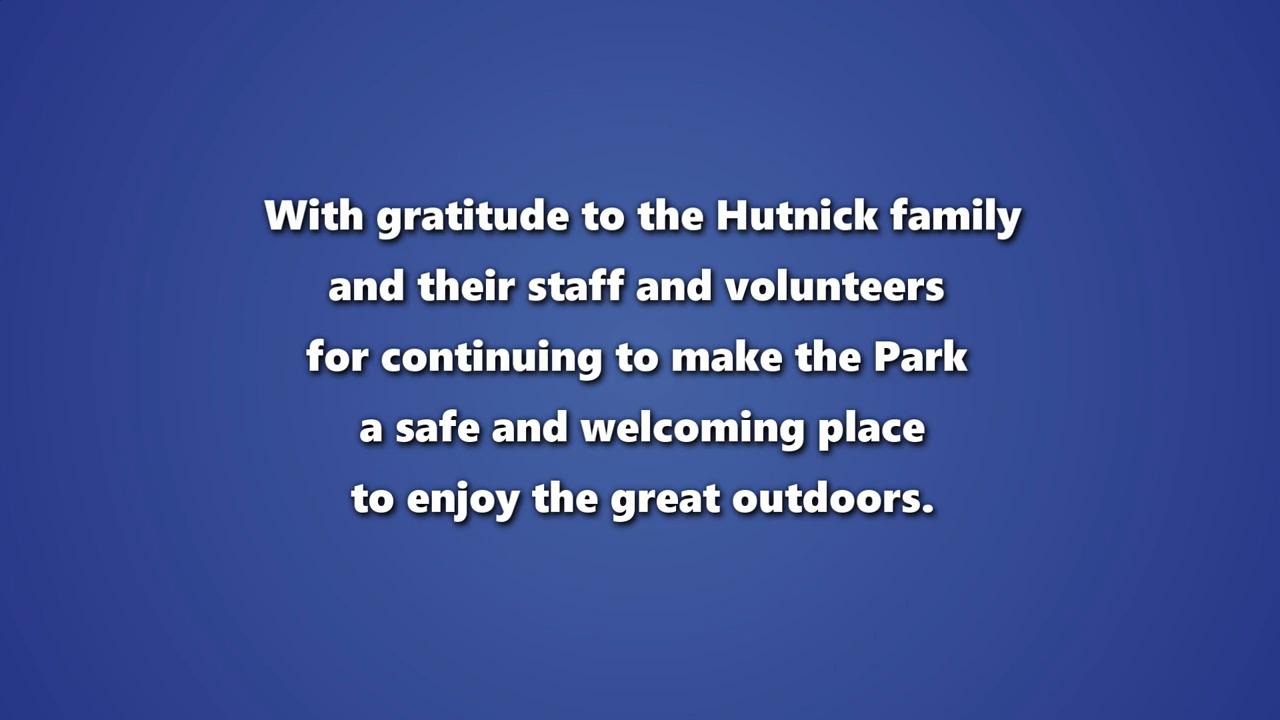 With gratitude to the Hutnick family
and their staff and volunteers
for continuing to make the Park
a safe and welcoming place
to enjoy the great outdoors.